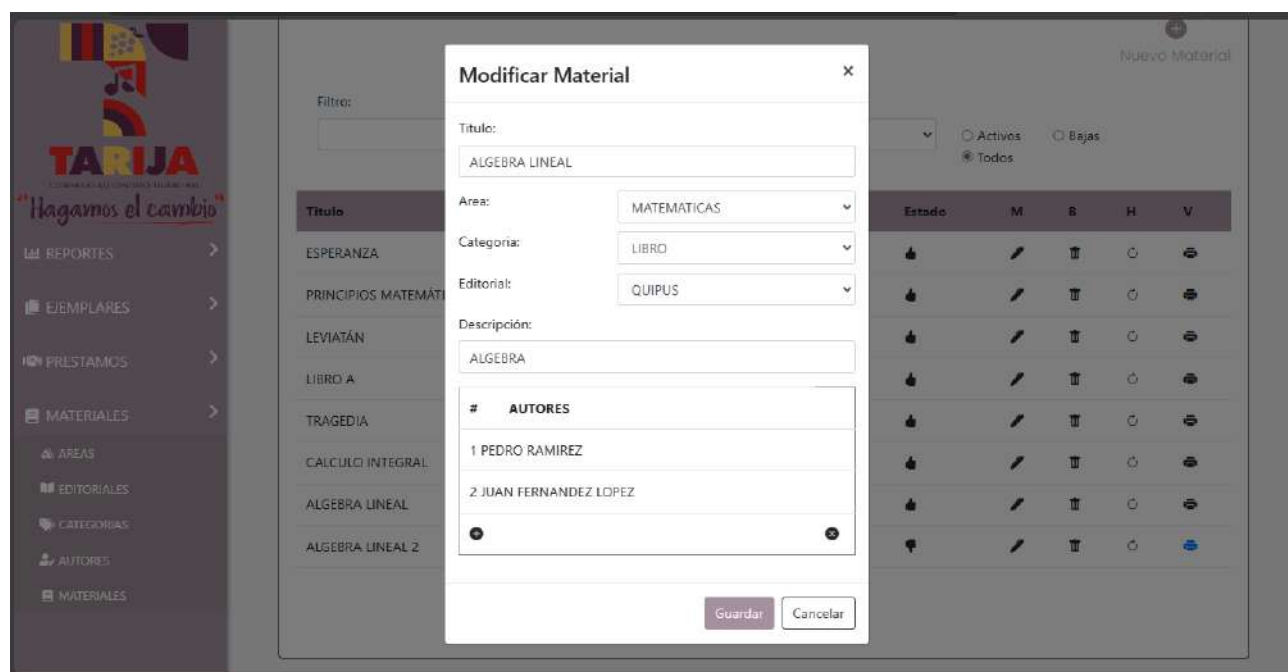 TARIJA
"Hagamos el cambio"
REPORTES
EJEMPLARES
PRESTAMOS
MATERIALES
AREAS
EDITORIALES
CATEGORIAS
AUTORES
MATERIALES
Nuevo Material
Filtro:
Activos
Bajas
Todos
Titulo Estado M B H V
ESPERANZA
PRINCIPIOS MATEMÁTI
LEVIATÁN
LIBRO A
TRAGEDIA
CALCULO INTEGRAL
ALGEBRA LINEAL
ALGEBRA LINEAL 2
Modificar Material ×
Titulo:
ALGEBRA LINEAL
Area: MATEMATICAS
Categoria: LIBRO
Editorial: QUIPUS
Descripción:
ALGEBRA
# AUTORES
1 PEDRO RAMIREZ
2 JUAN FERNANDEZ LOPEZ
Guardar Cancelar